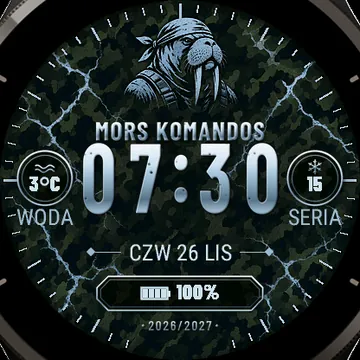 MORS KOMANDOS
07:30
3°C
15
WODA
SERIA
CZW 26 LIS
100%
· 2026/2027 ·